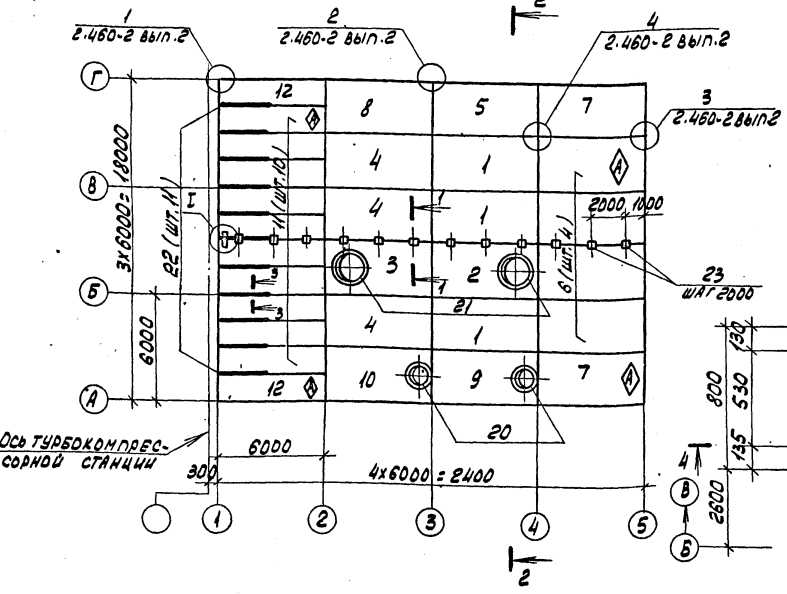 2
1
2.460-2 ВЫП.2
2
2.460-2 ВЫП.2
4
2.460-2 ВЫП.2
3
2.460-2 ВЫП.2
Г
12
А
8
5
7
3х6000= 18000
22 (ШТ.11)
11 (ШТ.10)
4
1
А
В
I
4
1
1
2000
1000
6 (ШТ.14)
3
3
3
2
1
23
ШАГ 2000
Б
21
6000
4
1
130
12
А
10
9
7
А
800
530
А
20
135
ОСЬ ТУРБОКОМПРЕС-
СОРНОЙ СТАНЦИИ
6000
300
4х6000 = 2400
4
В
2600
1
2
3
4
5
Б
2